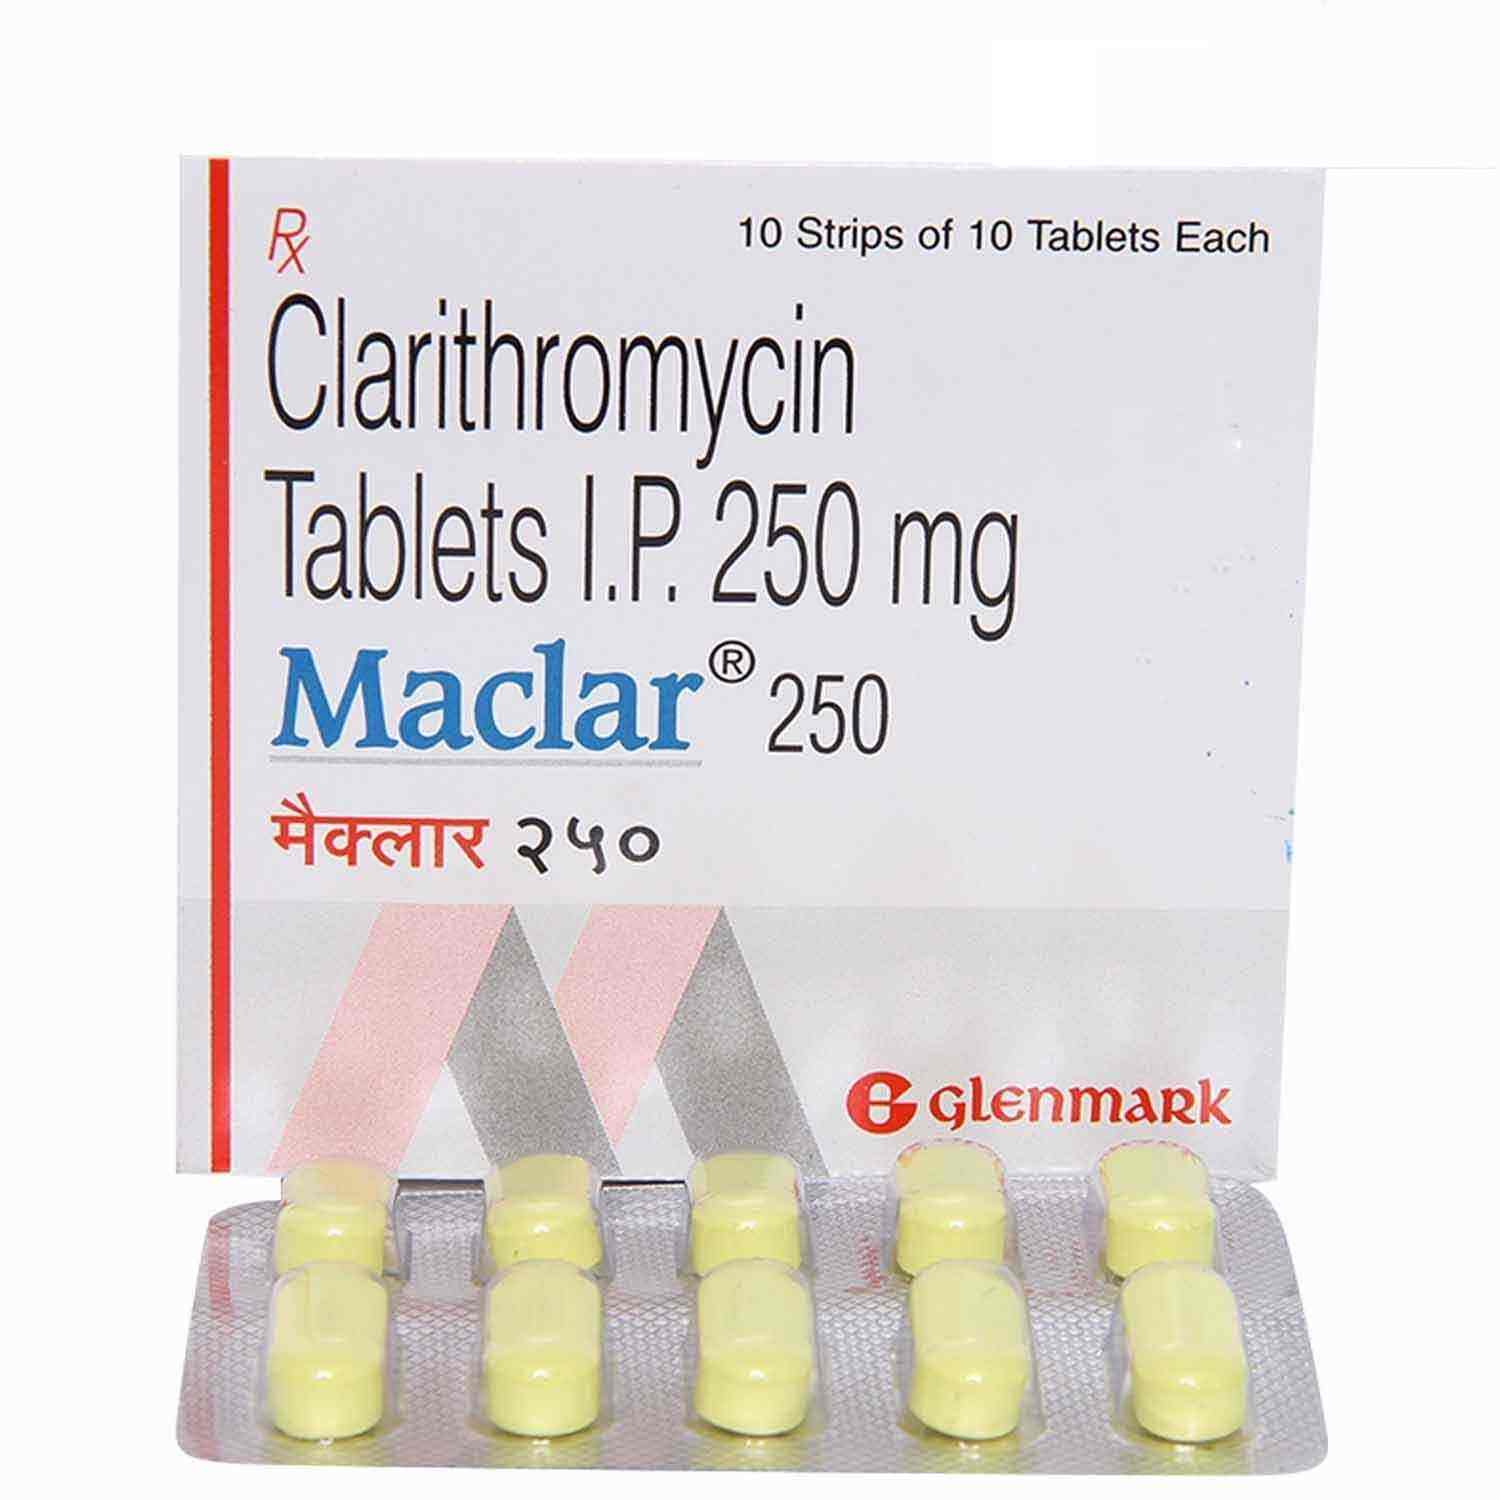 Rx
10 Strips of 10 Tablets Each
Clarithromycin
Tablets I.P. 250 mg
Maclar® 250
मैक्लार २५०
GLENMARK